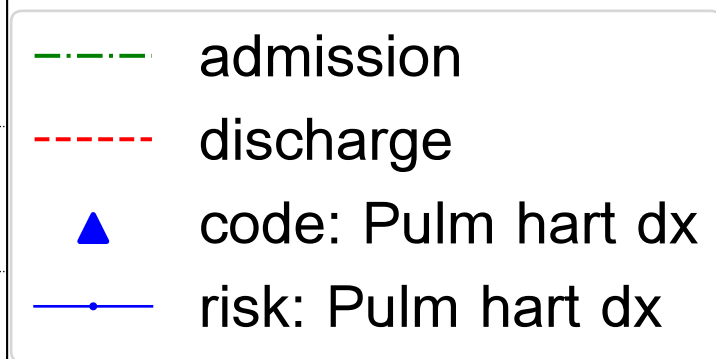 admission
discharge
code: Pulm hart dx
risk: Pulm hart dx